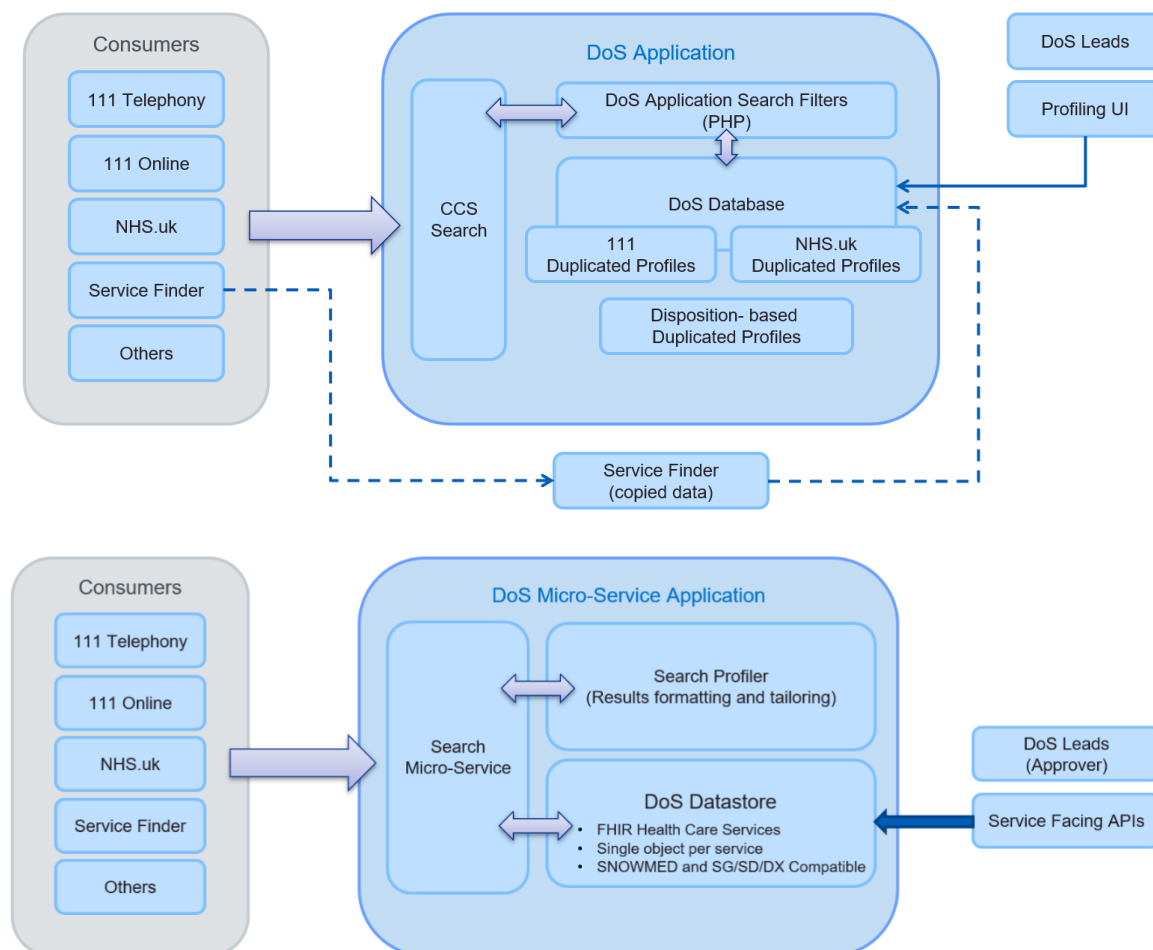 Consumers
111 Telephony
111 Online
NHS.uk
Service Finder
Others
DoS Application
CCS
Search
DoS Application Search Filters
(PHP)
DoS Database
111
Duplicated Profiles
NHS.uk
Duplicated Profiles
Disposition- based
Duplicated Profiles
DoS Leads
Profiling UI
Service Finder
(copied data)
Consumers
111 Telephony
111 Online
NHS.uk
Service Finder
Others
DoS Micro-Service Application
Search
Micro-Service
Search Profiler
(Results formatting and tailoring)
DoS Datastore
• FHIR Health Care Services
• Single object per service
• SNOWMED and SG/SD/DX Compatible
DoS Leads
(Approver)
Service Facing APIs